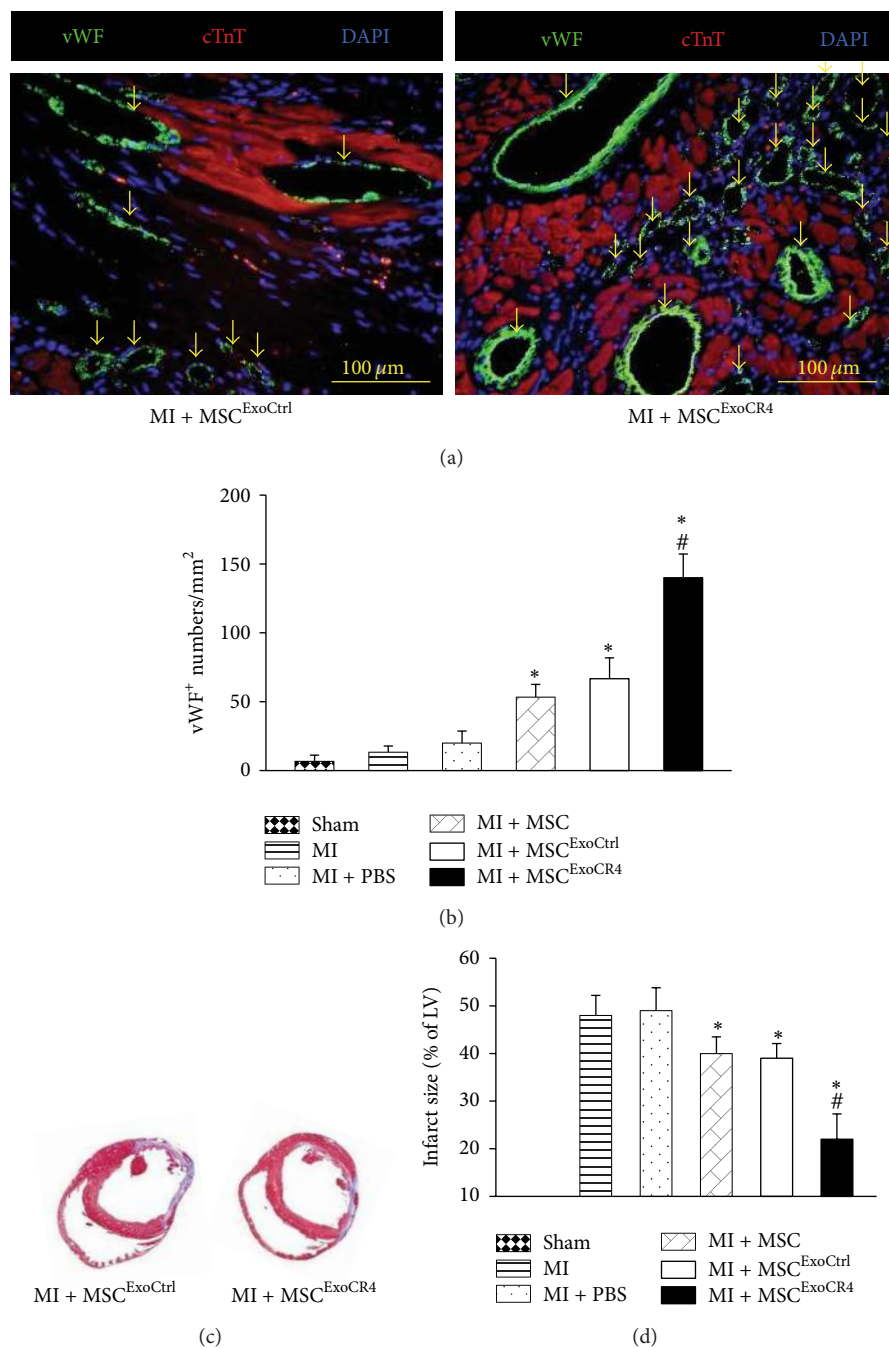 vWF cTnT DAPI vWF cTnT DAPI
100 μm 100 μm
MI + MSC^ExoCtrl MI + MSC^ExoCR4
(a)
200
150
100
50
0
vWF⁺ numbers/mm²
* * * #
Sham MI + MSC
MI MI + MSC^ExoCtrl
MI + PBS MI + MSC^ExoCR4
(b)
MI + MSC^ExoCtrl MI + MSC^ExoCR4
(c)
60
50
40
30
20
10
Infarct size (% of LV)
* * * #
Sham MI + MSC
MI MI + MSC^ExoCtrl
MI + PBS MI + MSC^ExoCR4
(d)